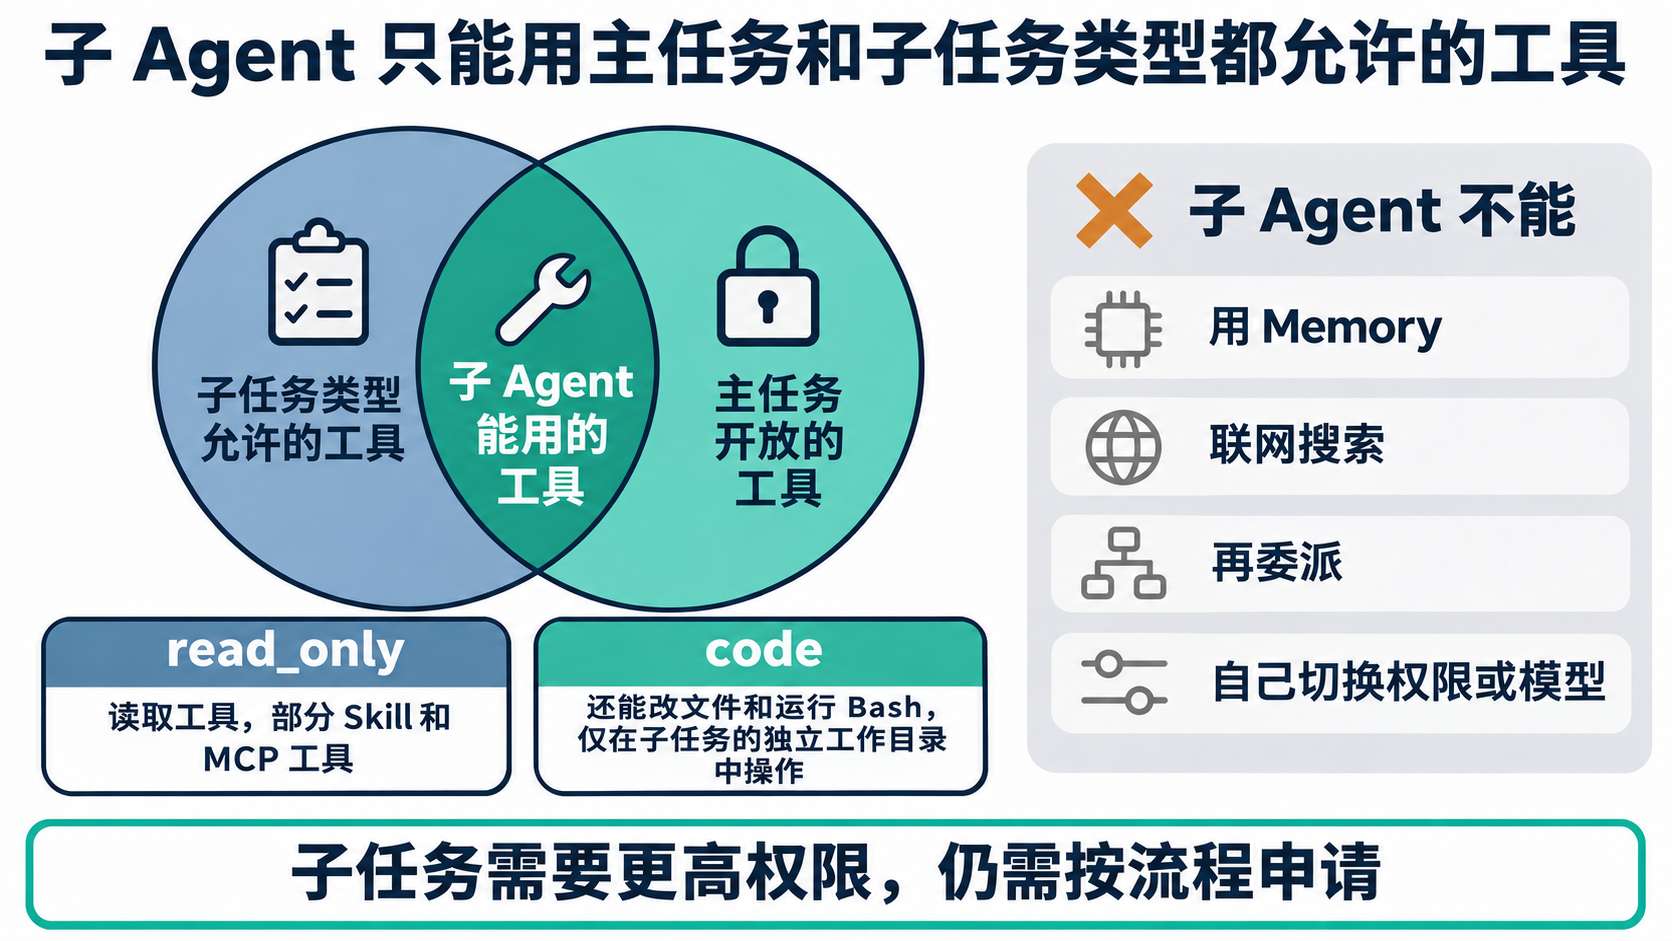 子 Agent 只能用主任务和子任务类型都允许的工具
子任务类型
允许的工具
子 Agent
能用的
工具
主任务
开放的
工具
read_only
读取工具，部分 Skill 和
MCP 工具
code
还能改文件和运行 Bash，
仅在子任务的独立工作目录
中操作
子 Agent 不能
用 Memory
联网搜索
再委派
自己切换权限或模型
子任务需要更高权限，仍需按流程申请